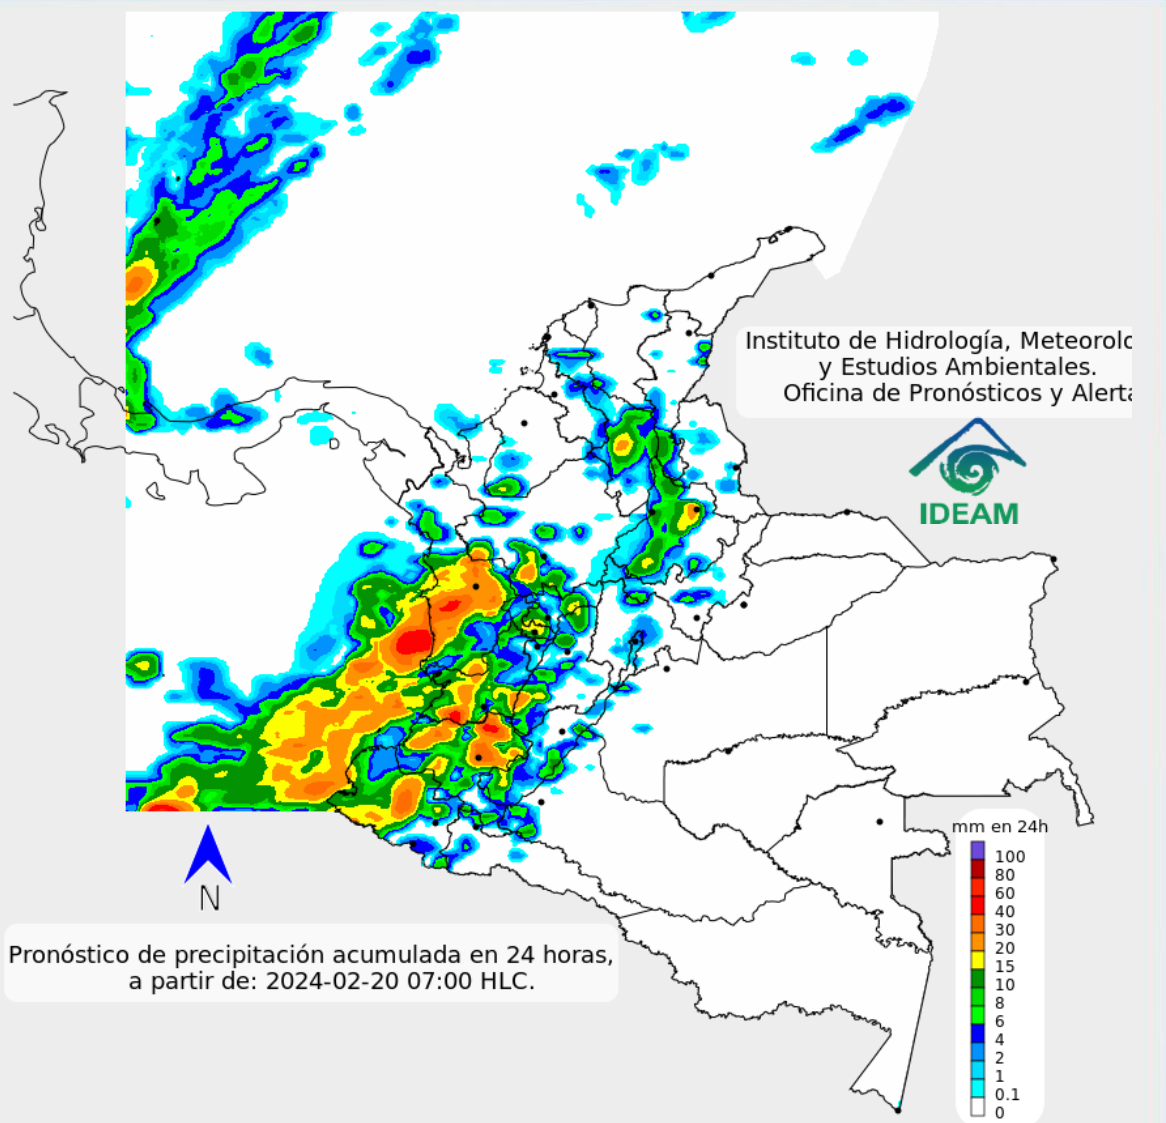 Instituto de Hidrología, Meteorolo
y Estudios Ambientales.
Oficina de Pronósticos y Alerta
IDEAM
mm en 24h
100
80
60
40
30
20
15
10
8
6
4
2
1
0.1
0
N
Pronóstico de precipitación acumulada en 24 horas,
a partir de: 2024-02-20 07:00 HLC.